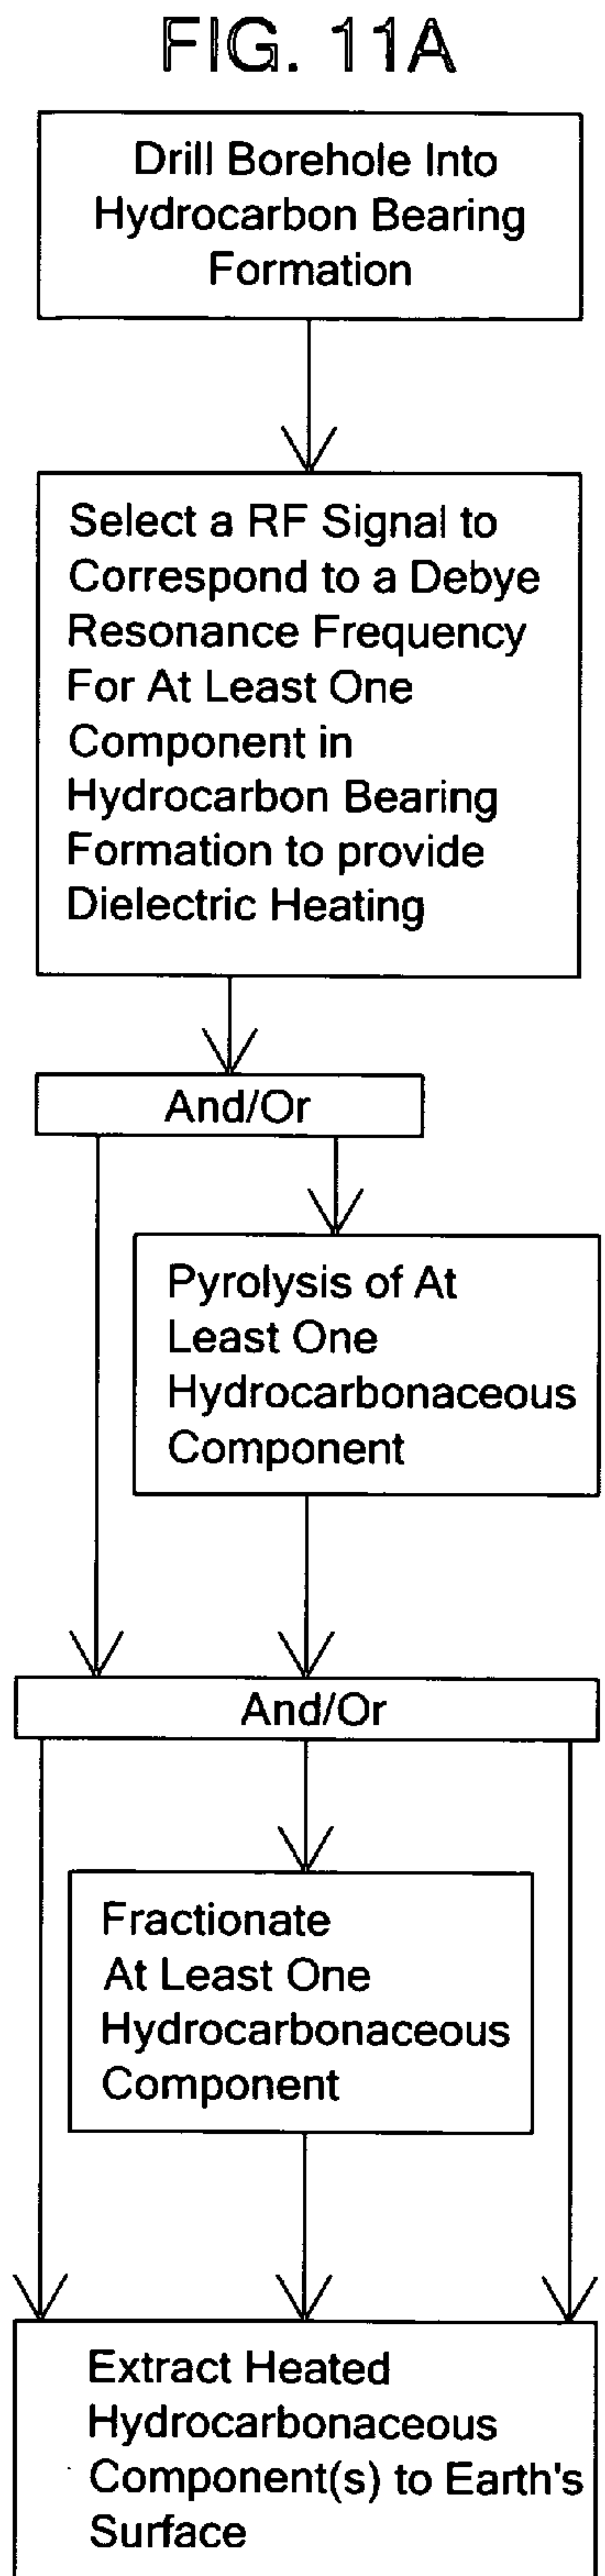 FIG. 11A
Drill Borehole Into
Hydrocarbon Bearing
Formation
Select a RF Signal to
Correspond to a Debye
Resonance Frequency
For At Least One
Component in
Hydrocarbon Bearing
Formation to provide
Dielectric Heating
And/Or
Pyrolysis of At
Least One
Hydrocarbonaceous
Component
And/Or
Fractionate
At Least One
Hydrocarbonaceous
Component
Extract Heated
Hydrocarbonaceous
Component(s) to Earth's
Surface